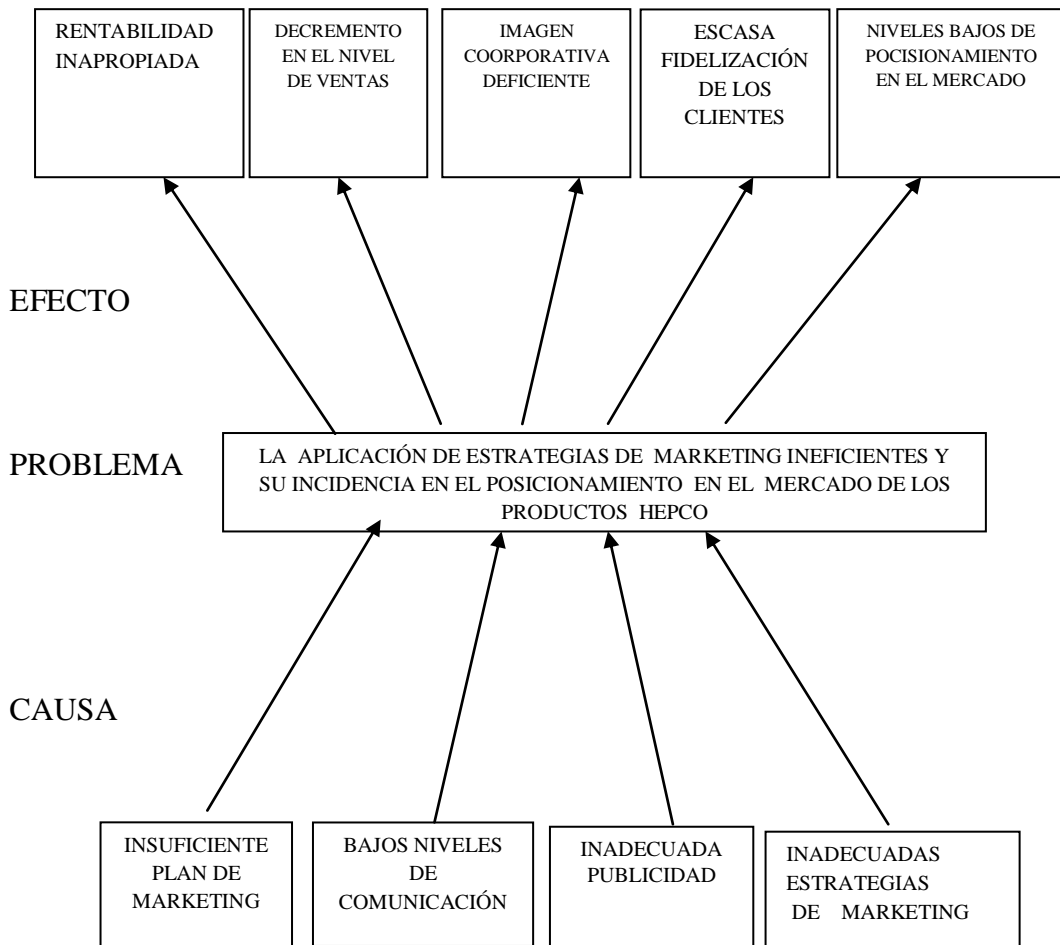 RENTABILIDAD
INAPROPIADA
DECREMENTO
EN EL NIVEL
DE VENTAS
IMAGEN
COORPORATIVA
DEFICIENTE
ESCASA
FIDELIZACIÓN
DE LOS
CLIENTES
NIVELES BAJOS DE
POCISIONAMIENTO
EN EL MERCADO
EFECTO
PROBLEMA
LA APLICACIÓN DE ESTRATEGIAS DE MARKETING INEFICIENTES Y
SU INCIDENCIA EN EL POSICIONAMIENTO EN EL MERCADO DE LOS
PRODUCTOS HEPCO
CAUSA
INSUFICIENTE
PLAN DE
MARKETING
BAJOS NIVELES
DE
COMUNICACIÓN
INADECUADA
PUBLICIDAD
INADECUADAS
ESTRATEGIAS
DE MARKETING